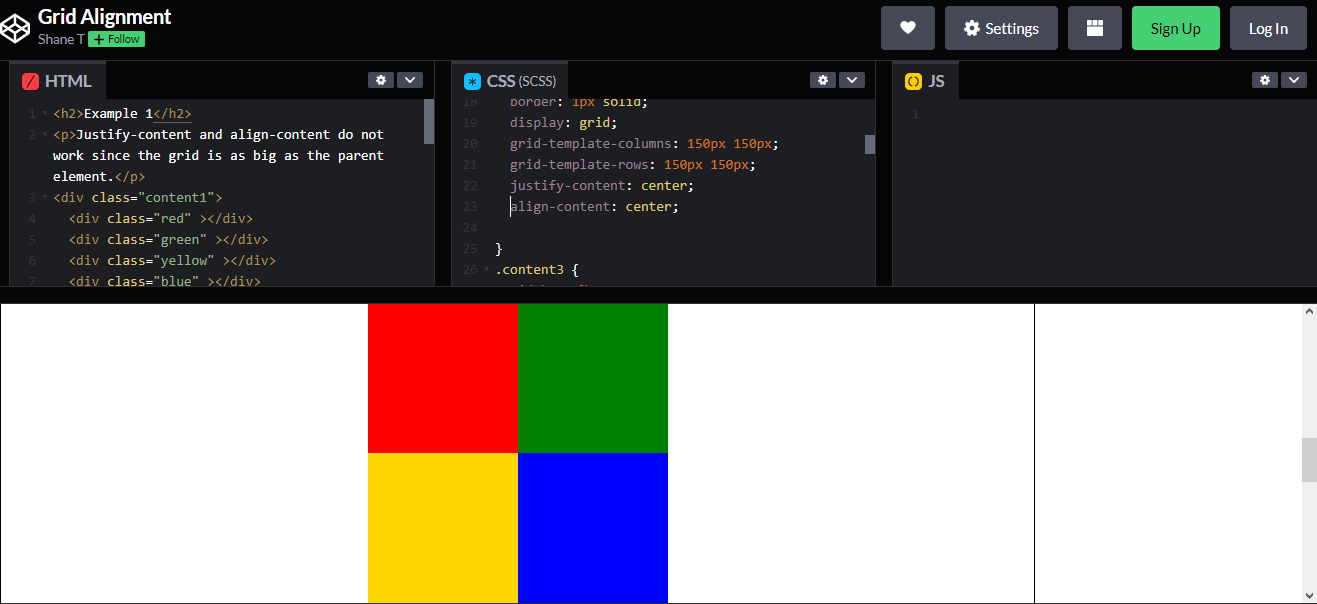 Grid Alignment
Shane T + Follow
Settings
Sign Up
Log In
HTML
1 <h2>Example 1</h2>
2 <p>Justify-content and align-content do not
work since the grid is as big as the parent
element.</p>
3 <div class="content1">
4 <div class="red" ></div>
5 <div class="green" ></div>
6 <div class="yellow" ></div>
7 <div class="blue" ></div>
CSS (SCSS)
18 border: 1px solid;
19 display: grid;
20 grid-template-columns: 150px 150px;
21 grid-template-rows: 150px 150px;
22 justify-content: center;
23 align-content: center;
24
25 }
26 .content3 {
JS
1